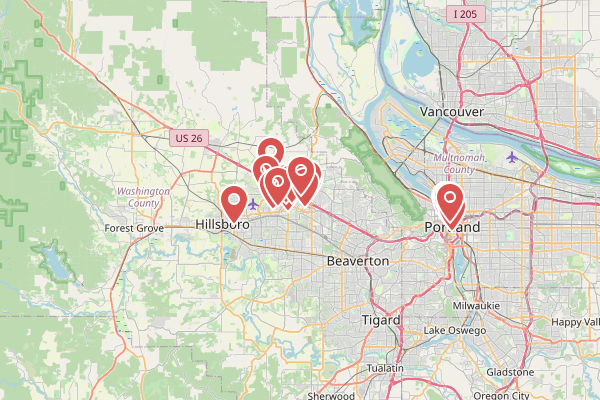 I 205
Vancouver
US 26
Multnomah
County
Washington
County
Forest Grove
Hillsboro
Portland
Beaverton
Milwaukie
Tigard
Lake Oswego
Happy Vall
Tualatin
Gladstone
Sherwood
Oregon City